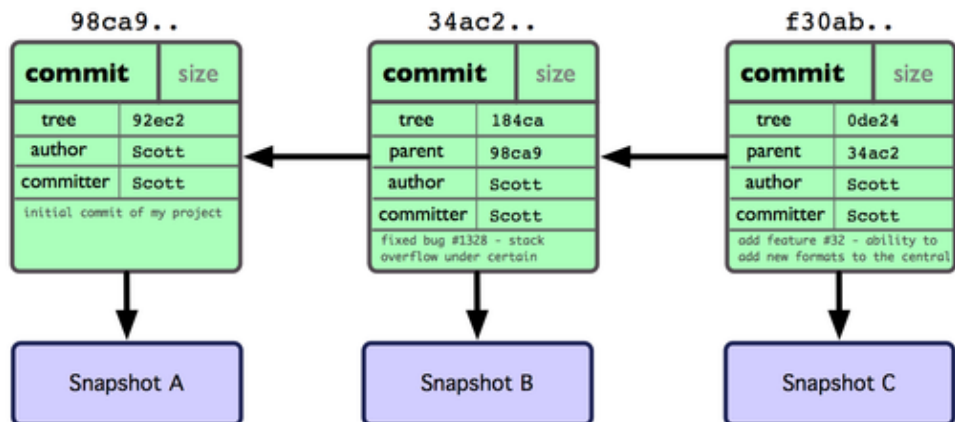 98ca9..
commit size
tree 92ec2
author Scott
committer Scott
initial commit of my project
Snapshot A
34ac2..
commit size
tree 184ca
parent 98ca9
author Scott
committer Scott
fixed bug #1328 - stack
overflow under certain
Snapshot B
f30ab..
commit size
tree 0de24
parent 34ac2
author Scott
committer Scott
add feature #32 - ability to
add new formats to the central
Snapshot C